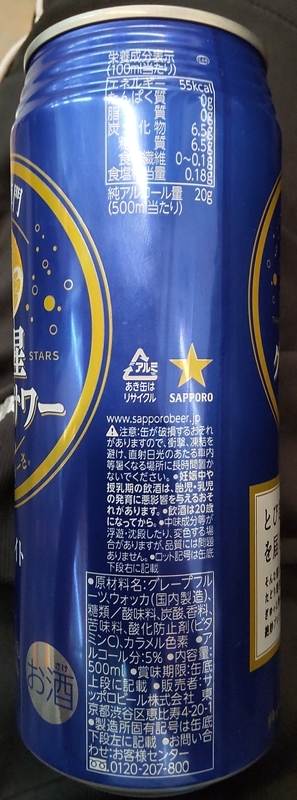 栄養成分表示
(100ml当たり)
エネルギー 55kcal
たんぱく質 0g
脂質 0g
炭水化物 6.5g
糖質 6.5g
食物繊維 0~0.1g
食塩相当量 0.18g
純アルコール量 20g
(500ml当たり)
門
星
STARS
ワー
イト
お酒
さけ
アルミ
あき缶は
リサイクル
SAPPORO
www.sapporobeer.jp
⚠注意:缶が破損するおそれ
がありますので、衝撃、凍結を
避け、直射日光のあたる車内
等暑くなる場所に長時間置か
ないでください。●妊娠中や
授乳期の飲酒は、胎児・乳児
の発育に悪影響を与えるおそ
れがあります。●飲酒は20歳
になってから。●中味成分等が
浮遊・沈殿したり、変色する場
合がありますが、品質には問題
ありません。●ロット記号は缶底
下段右に記載
●原材料名:グレープフルー
ツ、ウォッカ(国内製造)、
糖類/酸味料、炭酸、香料、
苦味料、酸化防止剤(ビタ
ミンC)、カラメル色素 ●ア
ルコール分:5% ●内容量:
500ml ●賞味期限:缶底
上段に記載 ●販売者:サ
ッポロビール株式会社 東
京都渋谷区恵比寿4-20-1
●製造所固有記号は缶底
下段左に記載 ●お問い合
わせ:お客様センター
0120-207-800